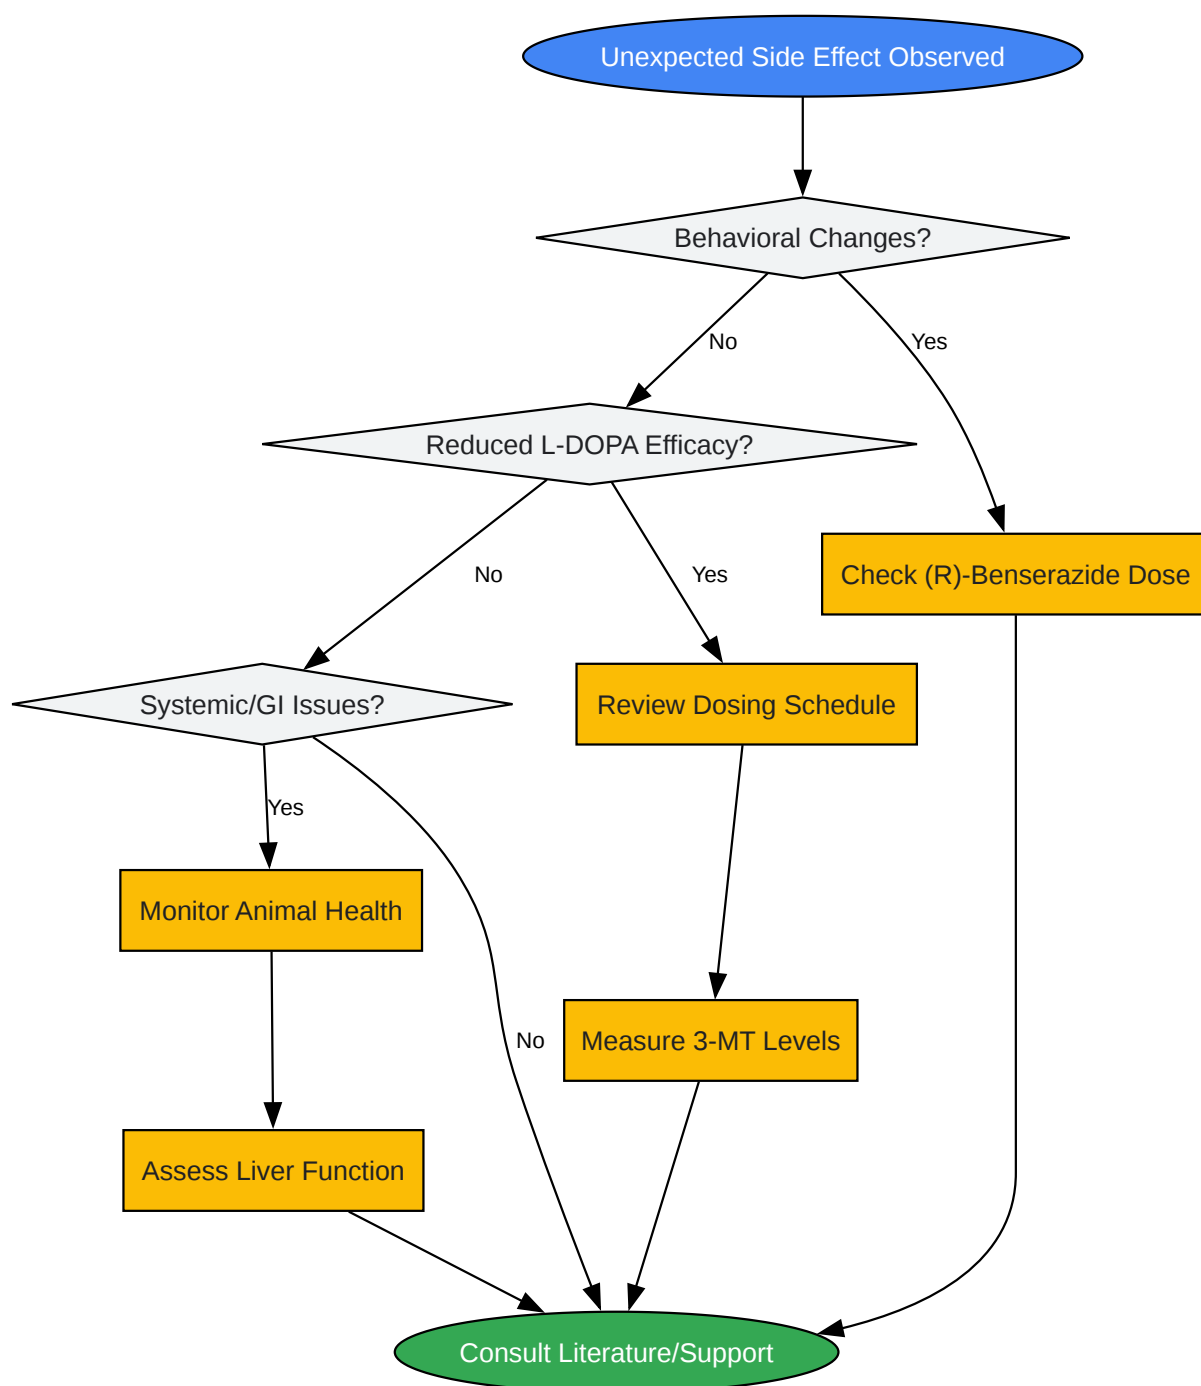 Unexpected Side Effect Observed
Behavioral Changes?
No
Yes
Reduced L-DOPA Efficacy?
No
Yes
Check (R)-Benserazide Dose
Systemic/GI Issues?
Review Dosing Schedule
Yes
Monitor Animal Health
No
Measure 3-MT Levels
Assess Liver Function
Consult Literature/Support